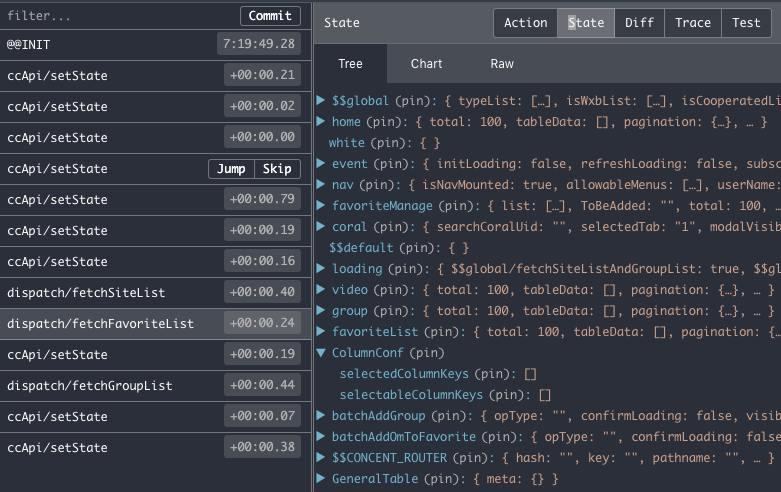 filter... Commit
@@INIT 7:19:49.28
ccApi/setState +00:00.21
ccApi/setState +00:00.02
ccApi/setState +00:00.00
ccApi/setState Jump Skip
ccApi/setState +00:00.79
ccApi/setState +00:00.19
ccApi/setState +00:00.16
dispatch/fetchSiteList +00:00.40
dispatch/fetchFavoriteList +00:00.24
ccApi/setState +00:00.19
dispatch/fetchGroupList +00:00.44
ccApi/setState +00:00.07
ccApi/setState +00:00.38
State Action State Diff Trace Test
Tree Chart Raw
▶ $$global (pin): { typeList: […], isWxbList: […], isCooperatedLi
▶ home (pin): { total: 100, tableData: [], pagination: {…}, … }
white (pin): { }
▶ event (pin): { initLoading: false, refreshLoading: false, subsc
▶ nav (pin): { isNavMounted: true, allowableMenus: […], userName:
▶ favoriteManage (pin): { list: […], ToBeAdded: "", total: 100, …
▶ coral (pin): { searchCoralUid: "", selectedTab: "1", modalVisib
$$default (pin): { }
▶ loading (pin): { $$global/fetchSiteListAndGroupList: true, $$gl
▶ video (pin): { total: 100, tableData: [], pagination: {…}, … }
▶ group (pin): { total: 100, tableData: [], pagination: {…}, … }
▶ favoriteList (pin): { total: 100, tableData: [], pagination: {…
▼ ColumnConf (pin)
selectedColumnKeys (pin): []
selectableColumnKeys (pin): []
▶ batchAddGroup (pin): { opType: "", confirmLoading: false, visib
▶ batchAddOmToFavorite (pin): { opType: "", confirmLoading: false
▶ $$CONCENT_ROUTER (pin): { hash: "", key: "", pathname: "", … }
▶ GeneralTable (pin): { meta: {} }